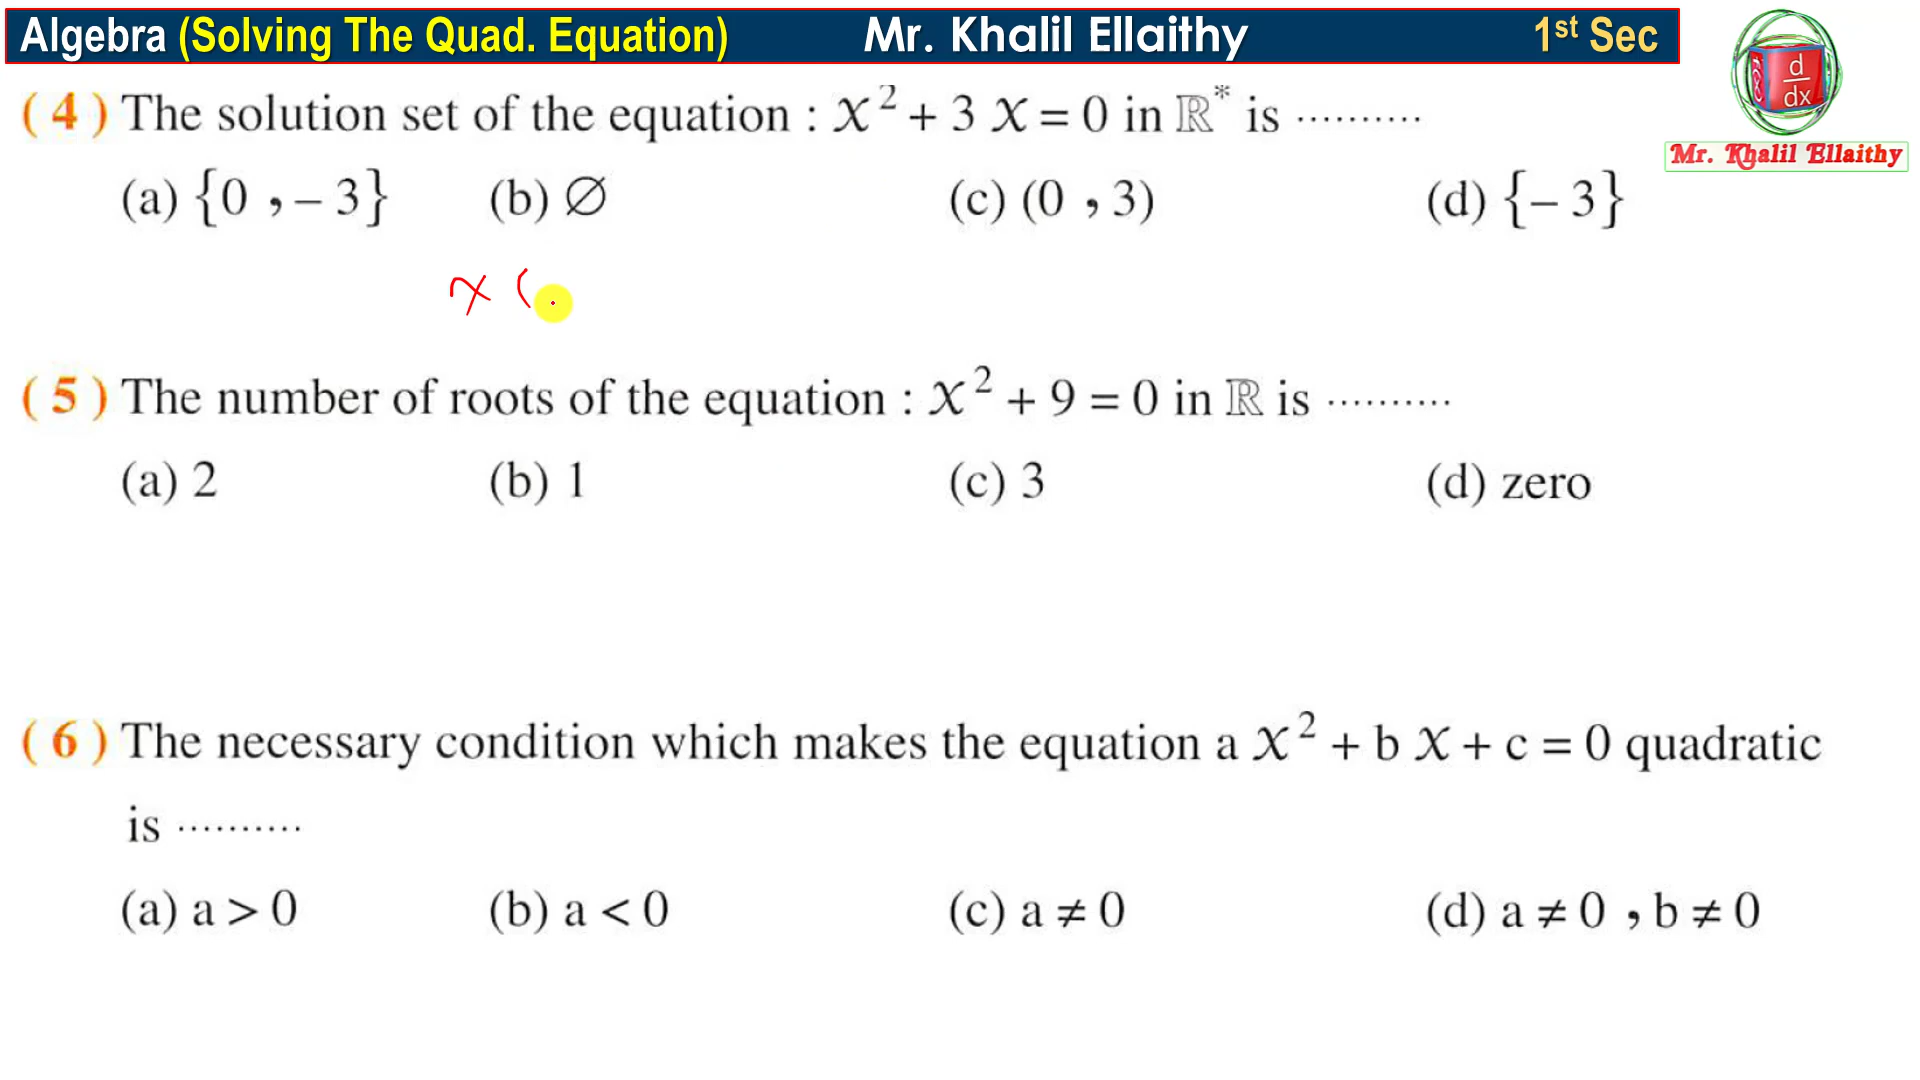 Algebra (Solving The Quad. Equation) Mr. Khalil Ellaithy 1st Sec
d
dx
Mr. Khalil Ellaithy
( 4 ) The solution set of the equation : x² + 3 x = 0 in ℝ* is ··········
(a) {0 , – 3} (b) ∅ (c) (0 , 3) (d) {– 3}
x (
( 5 ) The number of roots of the equation : x² + 9 = 0 in ℝ is ··········
(a) 2 (b) 1 (c) 3 (d) zero
( 6 ) The necessary condition which makes the equation a x² + b x + c = 0 quadratic
is ··········
(a) a > 0 (b) a < 0 (c) a ≠ 0 (d) a ≠ 0 , b ≠ 0